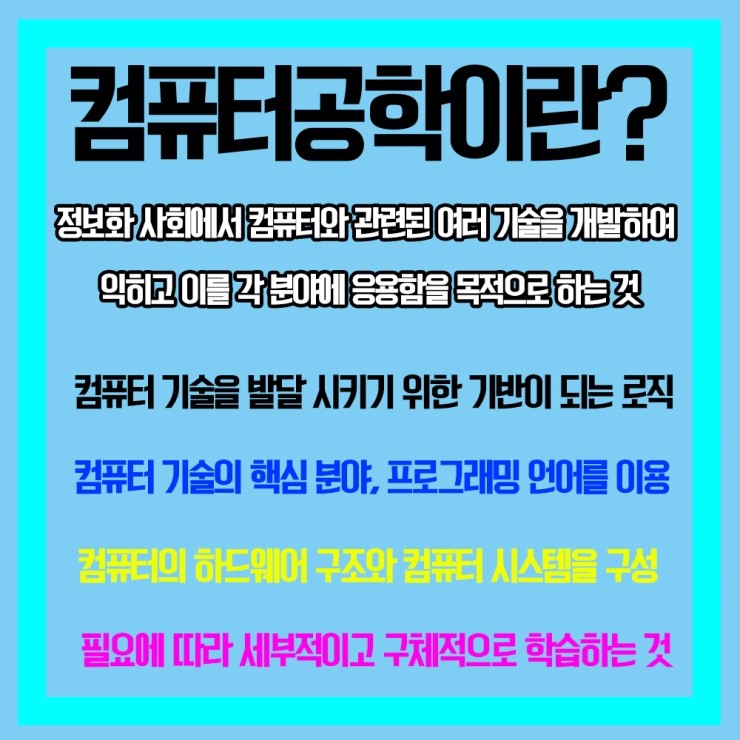 컴퓨터공학이란?
정보화 사회에서 컴퓨터와 관련된 여러 기술을 개발하여
익히고 이를 각 분야에 응용함을 목적으로 하는 것
컴퓨터 기술을 발달 시키기 위한 기반이 되는 로직
컴퓨터 기술의 핵심 분야, 프로그래밍 언어를 이용
컴퓨터의 하드웨어 구조와 컴퓨터 시스템을 구성
필요에 따라 세부적이고 구체적으로 학습하는 것